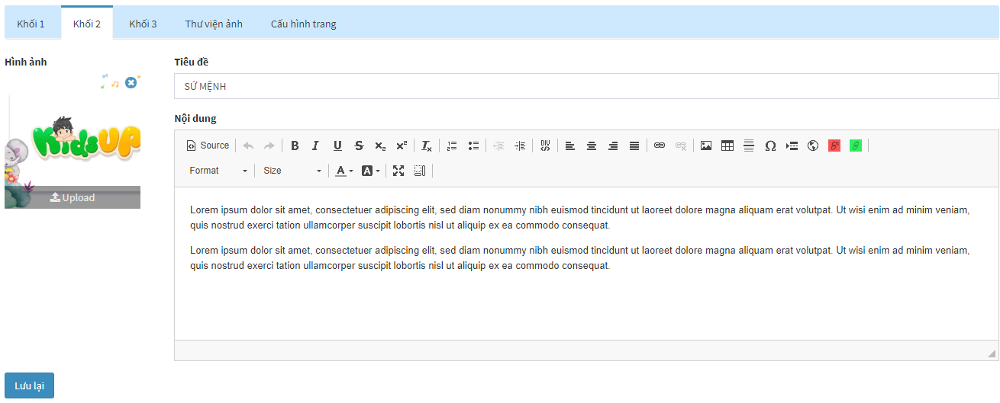 Khối 1 Khối 2 Khối 3 Thư viện ảnh Cấu hình trang
Hình ảnh
KidsUP
Upload
Tiêu đề
SỨ MỆNH
Nội dung
Source
Format Size
Lorem ipsum dolor sit amet, consectetuer adipiscing elit, sed diam nonummy nibh euismod tincidunt ut laoreet dolore magna aliquam erat volutpat. Ut wisi enim ad minim veniam,
quis nostrud exerci tation ullamcorper suscipit lobortis nisl ut aliquip ex ea commodo consequat.
Lorem ipsum dolor sit amet, consectetuer adipiscing elit, sed diam nonummy nibh euismod tincidunt ut laoreet dolore magna aliquam erat volutpat. Ut wisi enim ad minim veniam,
quis nostrud exerci tation ullamcorper suscipit lobortis nisl ut aliquip ex ea commodo consequat.
Lưu lại